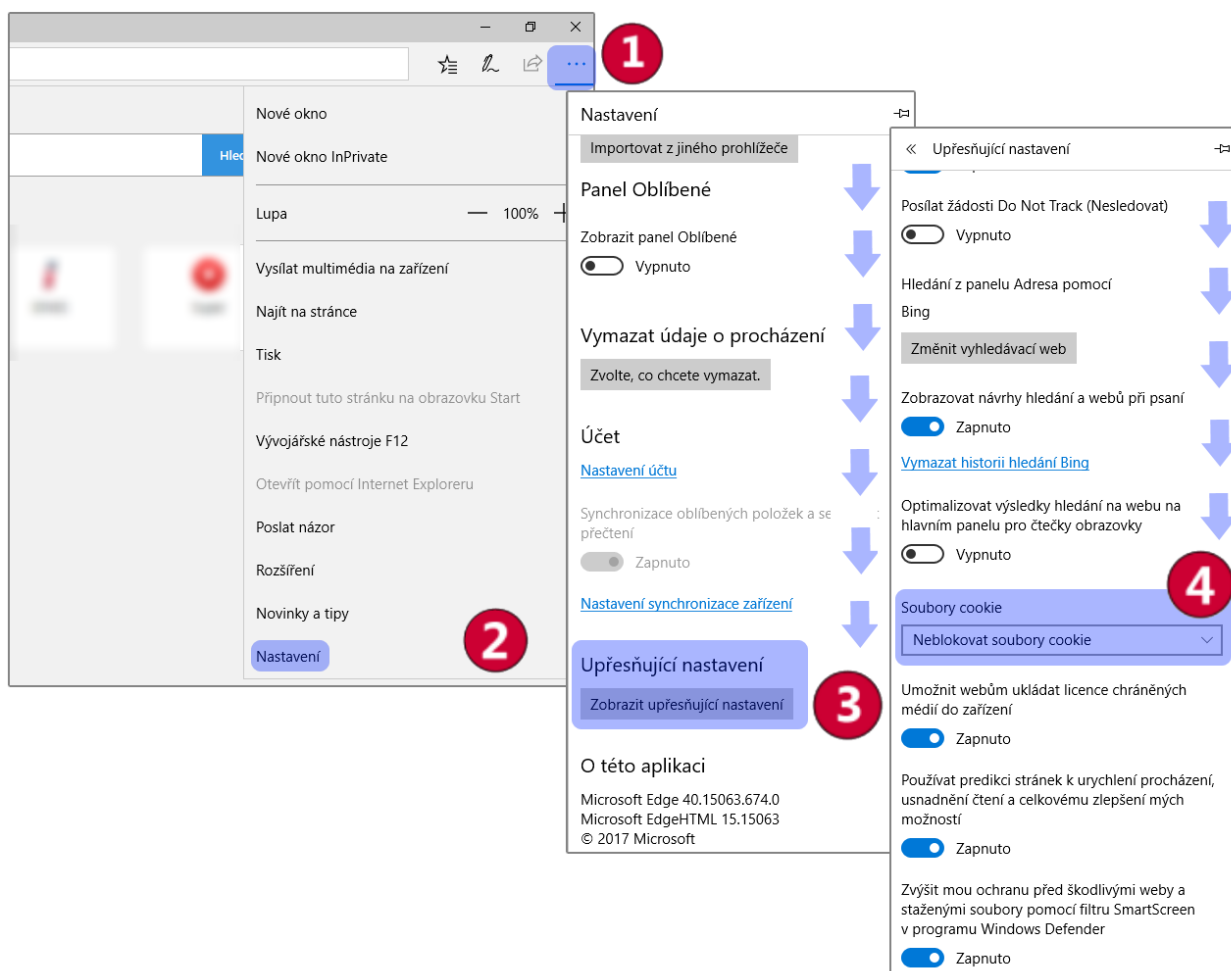 1
Hled
Nové okno
Nové okno InPrivate
Lupa
100%
Vysílat multimédia na zařízení
Najít na stránce
Tisk
Připnout tuto stránku na obrazovku Start
Vývojářské nástroje F12
Otevřít pomocí Internet Exploreru
Poslat názor
Rozšíření
Novinky a tipy
Nastavení
2
Nastavení
Importovat z jiného prohlížeče
Panel Oblíbené
Zobrazit panel Oblíbené
Vypnuto
Vymazat údaje o procházení
Zvolte, co chcete vymazat.
Účet
Nastavení účtu
Synchronizace oblíbených položek a se
přečtení
Zapnuto
Nastavení synchronizace zařízení
Upřesňující nastavení
Zobrazit upřesňující nastavení
3
O této aplikaci
Microsoft Edge 40.15063.674.0
Microsoft EdgeHTML 15.15063
© 2017 Microsoft
« Upřesňující nastavení
Posílat žádosti Do Not Track (Nesledovat)
Vypnuto
Hledání z panelu Adresa pomocí
Bing
Změnit vyhledávací web
Zobrazovat návrhy hledání a webů při psaní
Zapnuto
Vymazat historii hledání Bing
Optimalizovat výsledky hledání na webu na
hlavním panelu pro čtečky obrazovky
Vypnuto
4
Soubory cookie
Neblokovat soubory cookie
Umožnit webům ukládat licence chráněných
médií do zařízení
Zapnuto
Používat predikci stránek k urychlení procházení,
usnadnění čtení a celkovému zlepšení mých
možností
Zapnuto
Zvýšit mou ochranu před škodlivými weby a
staženými soubory pomocí filtru SmartScreen
v programu Windows Defender
Zapnuto